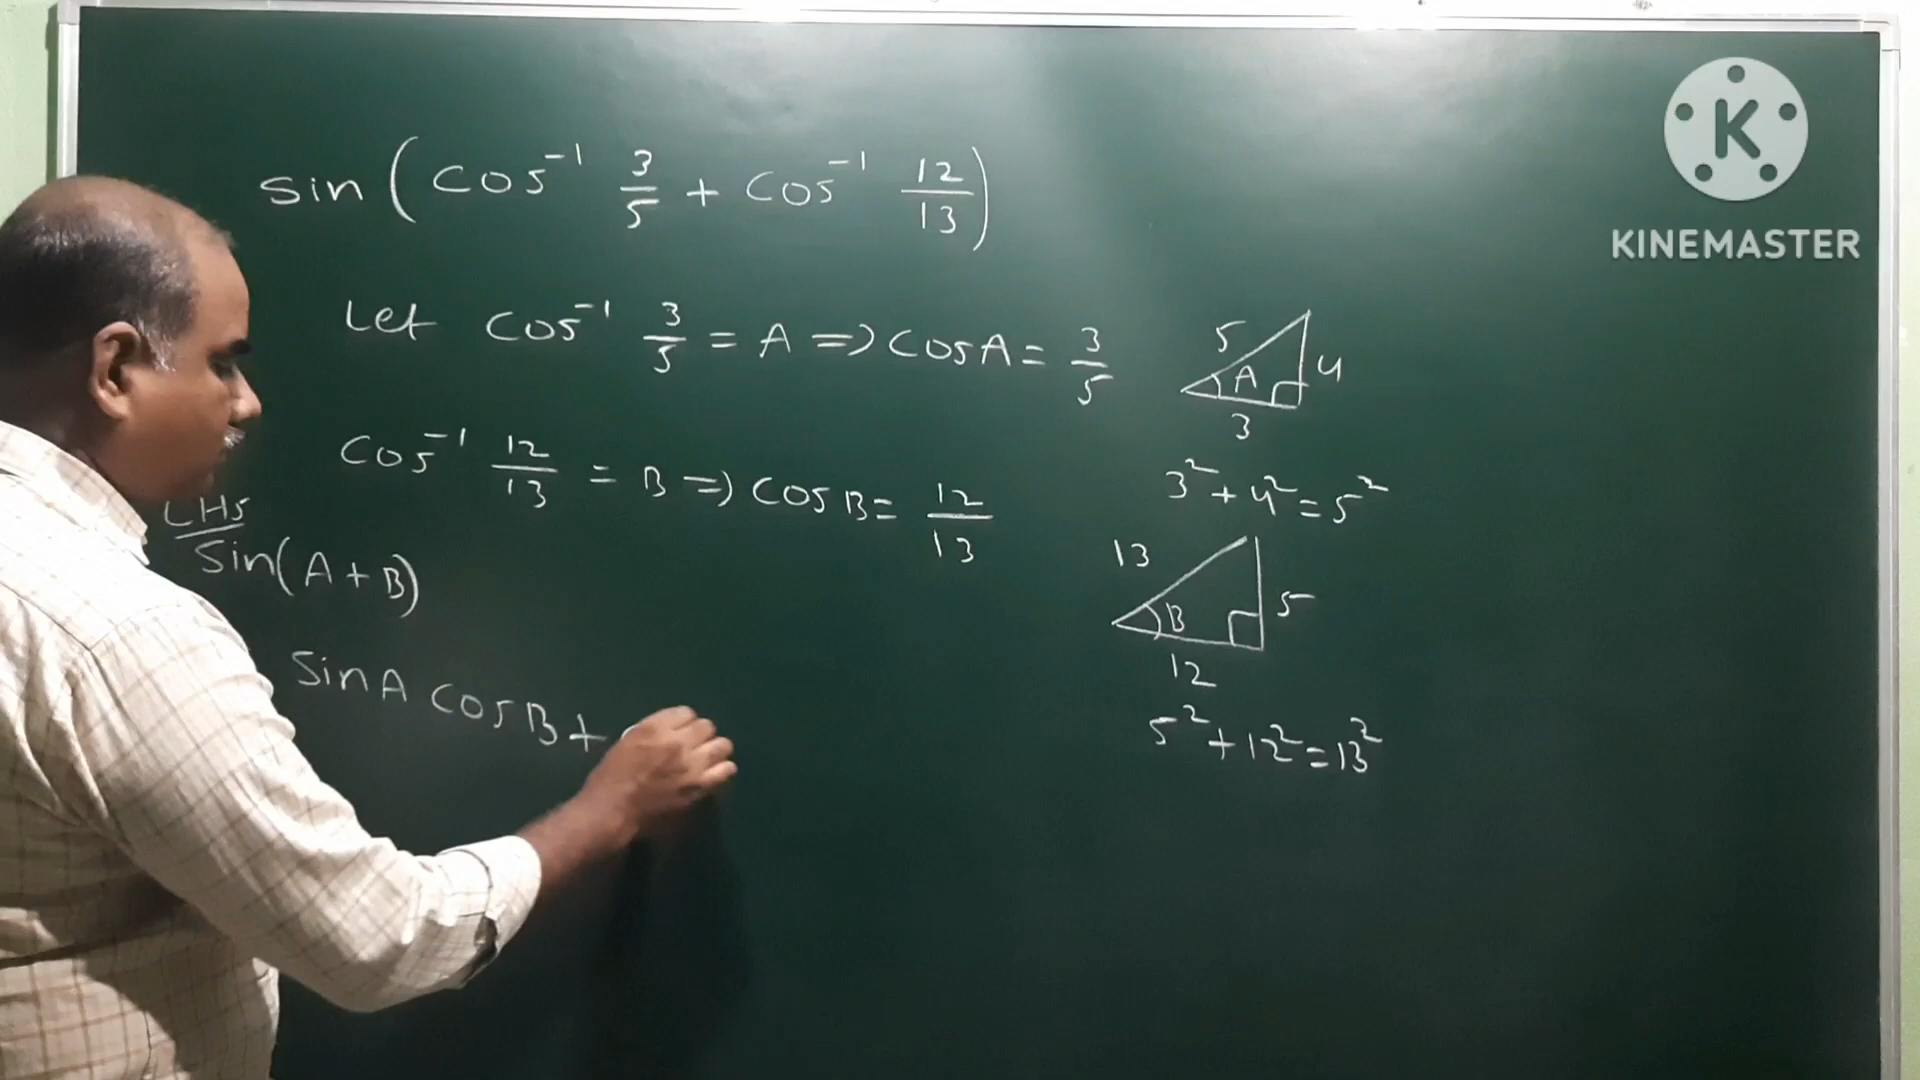 sin(cos⁻¹ 3/5 + cos⁻¹ 12/13)
Let cos⁻¹ 3/5 = A ⇒ cosA = 3/5
5
A
4
3
cos⁻¹ 12/13 = B ⇒ cosB = 12/13
3² + 4² = 5²
LHS
sin(A+B)
13
B
5
12
sinA cosB +
5² + 12² = 13²
K
KINEMASTER